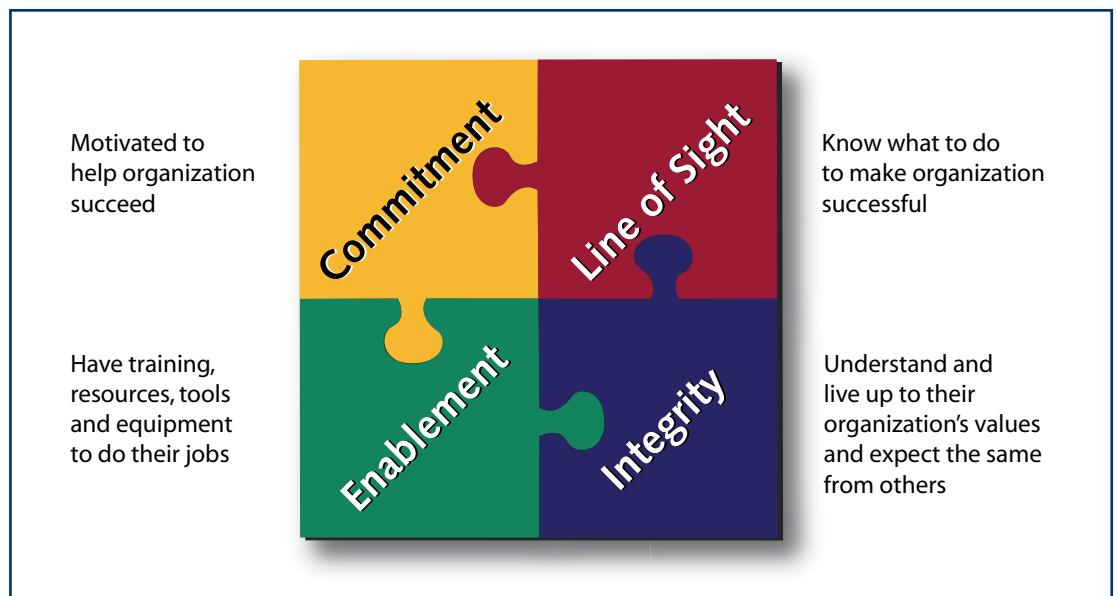 Motivated to
help organization
succeed
Commitment
Line of Sight
Know what to do
to make organization
successful
Have training,
resources, tools
and equipment
to do their jobs
Enablement
Integrity
Understand and
live up to their
organization’s values
and expect the same
from others